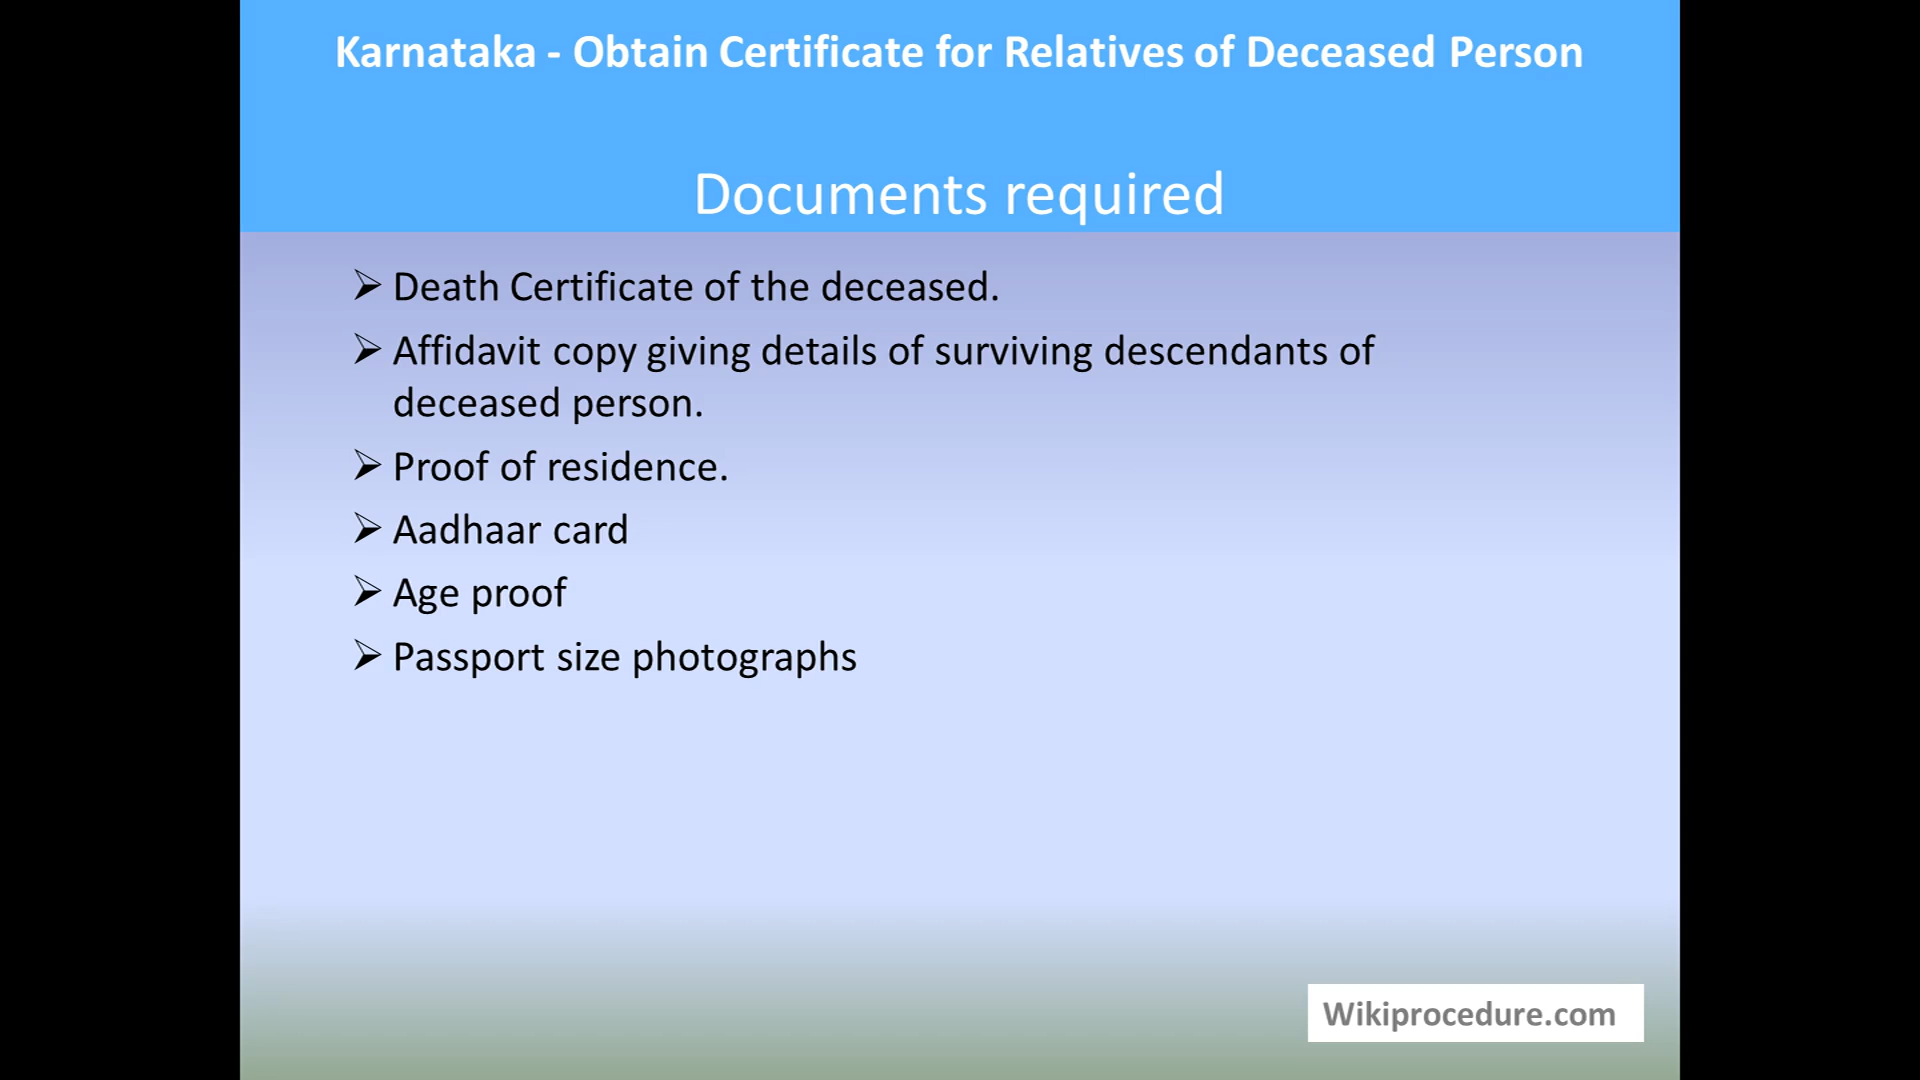 Karnataka - Obtain Certificate for Relatives of Deceased Person
Documents required
➢ Death Certificate of the deceased.
➢ Affidavit copy giving details of surviving descendants of
deceased person.
➢ Proof of residence.
➢ Aadhaar card
➢ Age proof
➢ Passport size photographs
Wikiprocedure.com